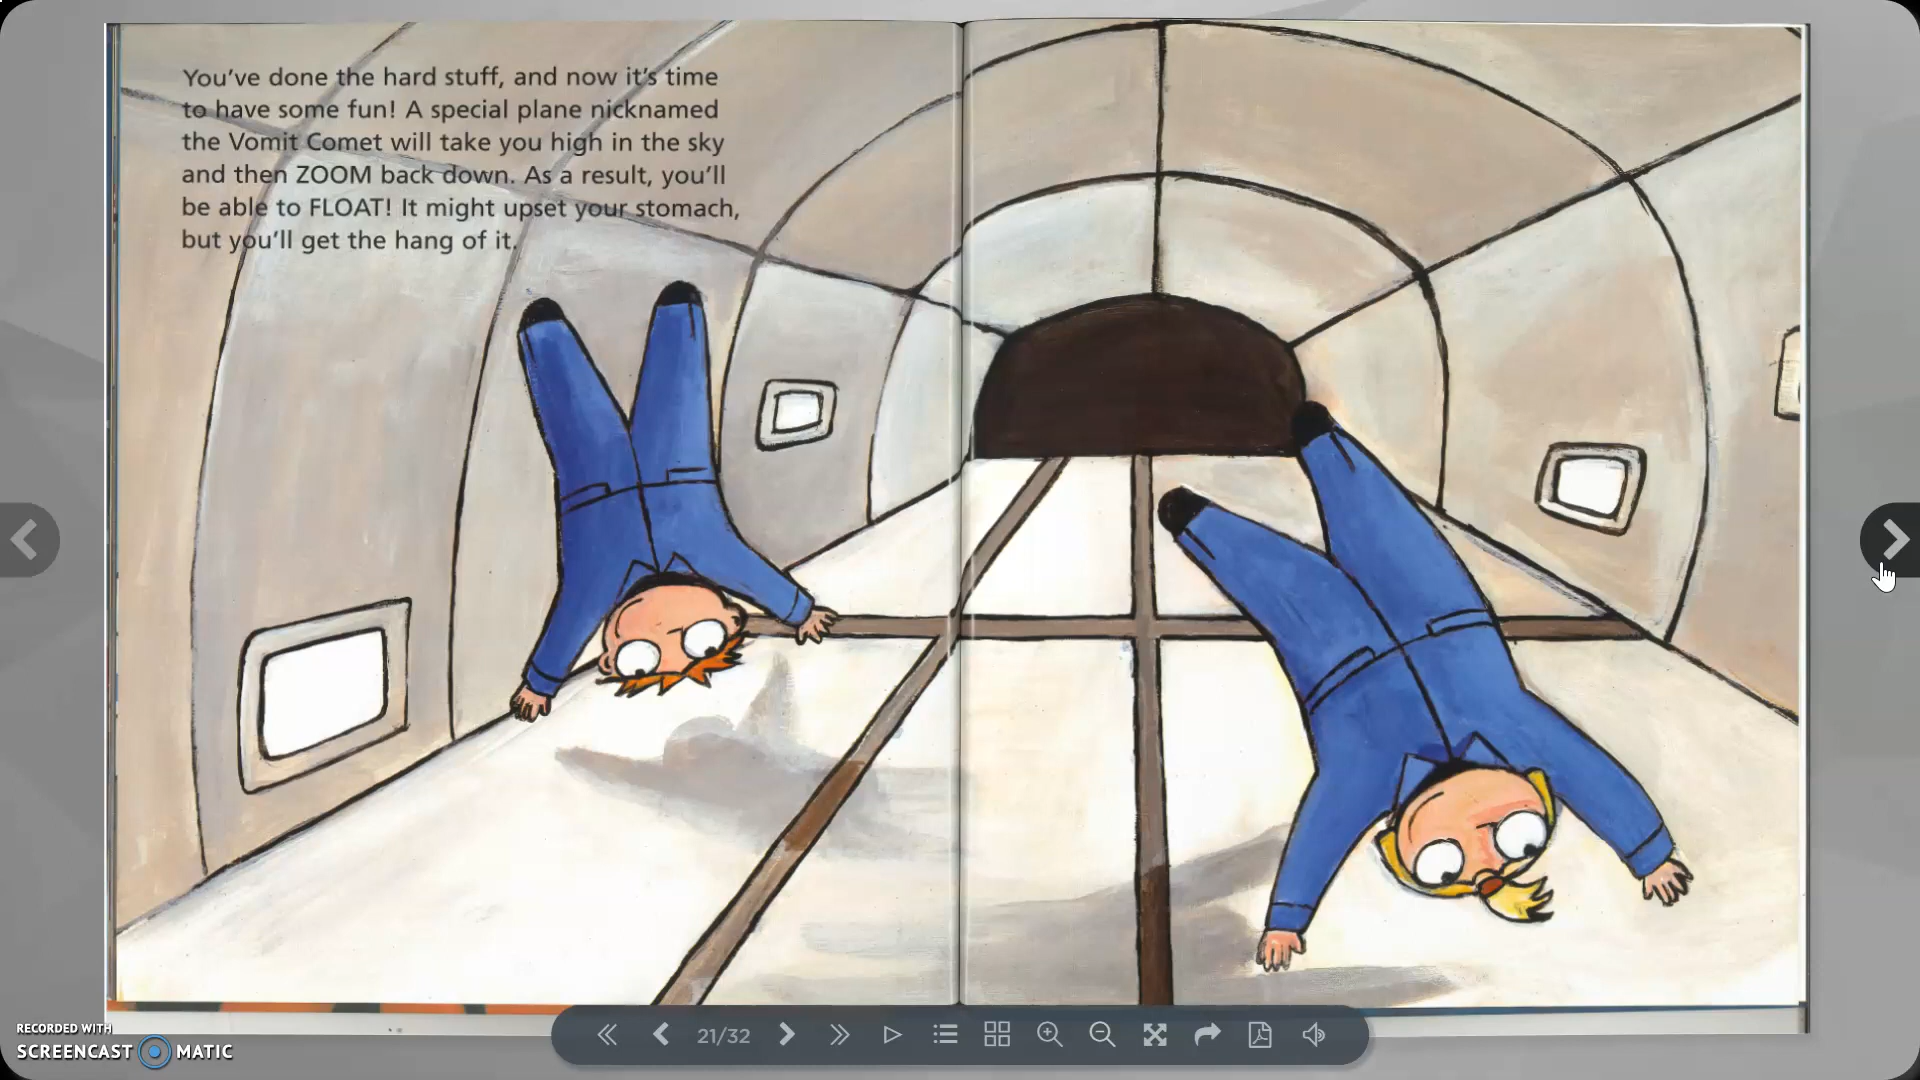 You've done the hard stuff, and now it's time
to have some fun! A special plane nicknamed
the Vomit Comet will take you high in the sky
and then ZOOM back down. As a result, you'll
be able to FLOAT! It might upset your stomach,
but you'll get the hang of it.
21/32
RECORDED WITH
SCREENCAST MATIC